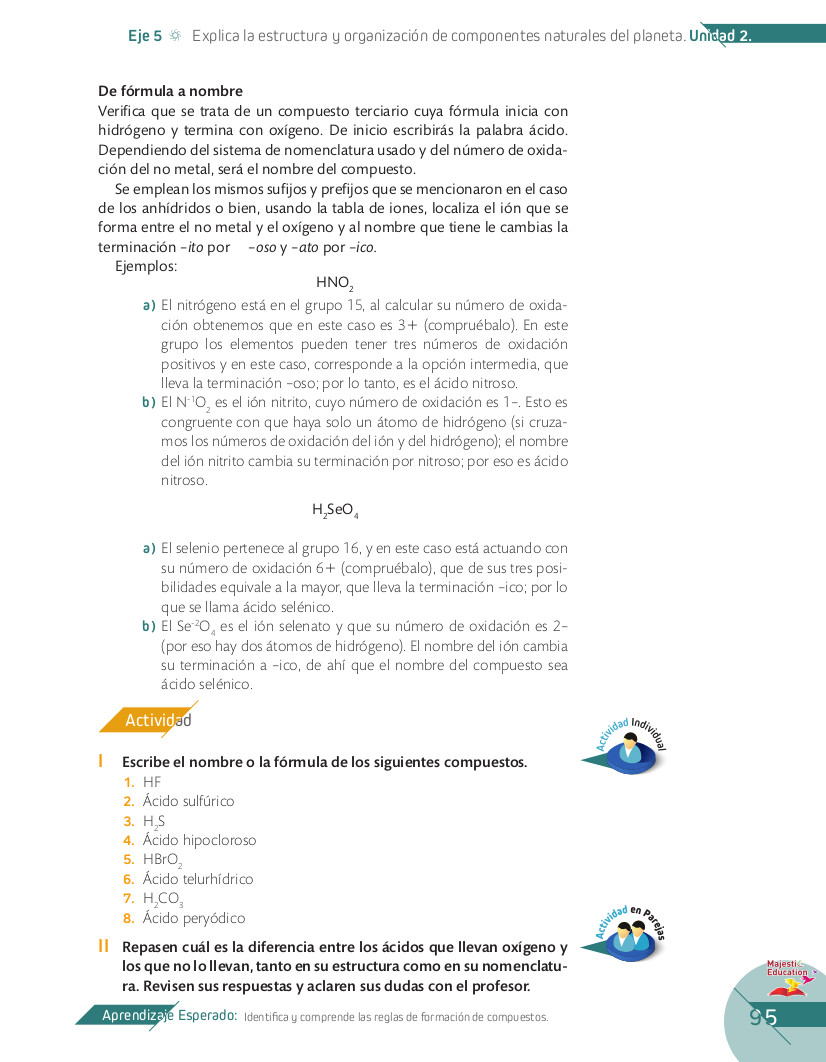 Eje 5 Explica la estructura y organización de componentes naturales del planeta. Unidad 2.
De fórmula a nombre
Verifica que se trata de un compuesto terciario cuya fórmula inicia con
hidrógeno y termina con oxígeno. De inicio escribirás la palabra ácido.
Dependiendo del sistema de nomenclatura usado y del número de oxida-
ción del no metal, será el nombre del compuesto.
Se emplean los mismos sufijos y prefijos que se mencionaron en el caso
de los anhídridos o bien, usando la tabla de iones, localiza el ión que se
forma entre el no metal y el oxígeno y al nombre que tiene le cambias la
terminación –ito por –oso y –ato por –ico.
Ejemplos:
HNO₂
a) El nitrógeno está en el grupo 15, al calcular su número de oxida-
ción obtenemos que en este caso es 3+ (compruébalo). En este
grupo los elementos pueden tener tres números de oxidación
positivos y en este caso, corresponde a la opción intermedia, que
lleva la terminación –oso; por lo tanto, es el ácido nitroso.
b) El N⁻¹O₂ es el ión nitrito, cuyo número de oxidación es 1–. Esto es
congruente con que haya solo un átomo de hidrógeno (si cruza-
mos los números de oxidación del ión y del hidrógeno); el nombre
del ión nitrito cambia su terminación por nitroso; por eso es ácido
nitroso.
H₂SeO₄
a) El selenio pertenece al grupo 16, y en este caso está actuando con
su número de oxidación 6+ (compruébalo), que de sus tres posi-
bilidades equivale a la mayor, que lleva la terminación –ico; por lo
que se llama ácido selénico.
b) El Se⁻²O₄ es el ión selenato y que su número de oxidación es 2–
(por eso hay dos átomos de hidrógeno). El nombre del ión cambia
su terminación a –ico, de ahí que el nombre del compuesto sea
ácido selénico.
Actividad
Actividad Individual
I Escribe el nombre o la fórmula de los siguientes compuestos.
1. HF
2. Ácido sulfúrico
3. H₂S
4. Ácido hipocloroso
5. HBrO₂
6. Ácido telurhídrico
7. H₂CO₃
8. Ácido peryódico
Actividad en Parejas
II Repasen cuál es la diferencia entre los ácidos que llevan oxígeno y
los que no lo llevan, tanto en su estructura como en su nomenclatu-
ra. Revisen sus respuestas y aclaren sus dudas con el profesor.
Majestic
Education
Aprendizaje Esperado: Identifica y comprende las reglas de formación de compuestos.
95